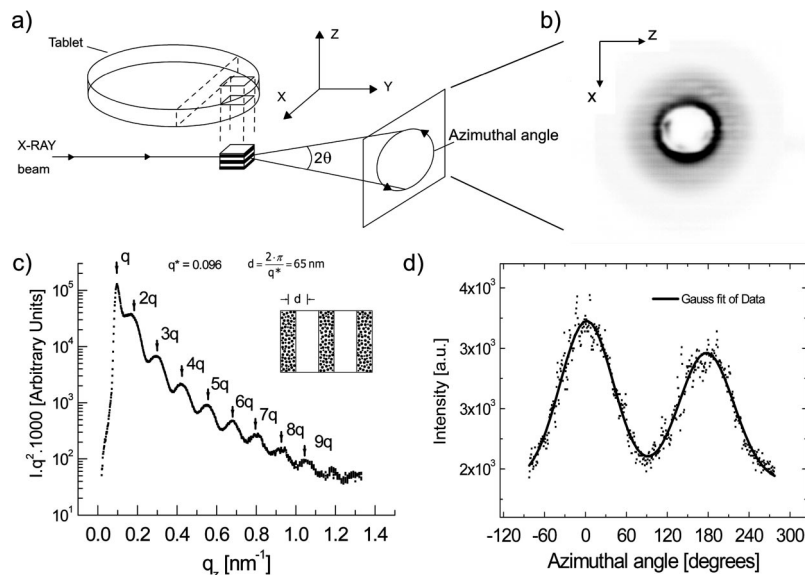 a)
Tablet
Z
Y
X
X-RAY
beam
2θ
Azimuthal angle
b)
Z
X
c)
q* = 0.096
d = 2·π/q* = 65 nm
d
q
2q
3q
4q
5q
6q
7q
8q
9q
I.q².1000 [Arbitrary Units]
10⁵
10⁴
10³
10²
10¹
0.0 0.2 0.4 0.6 0.8 1.0 1.2 1.4
q_z [nm⁻¹]
d)
Gauss fit of Data
Intensity [a.u.]
4x10³
3x10³
3x10³
2x10³
-120 -60 0 60 120 180 240 300
Azimuthal angle [degrees]